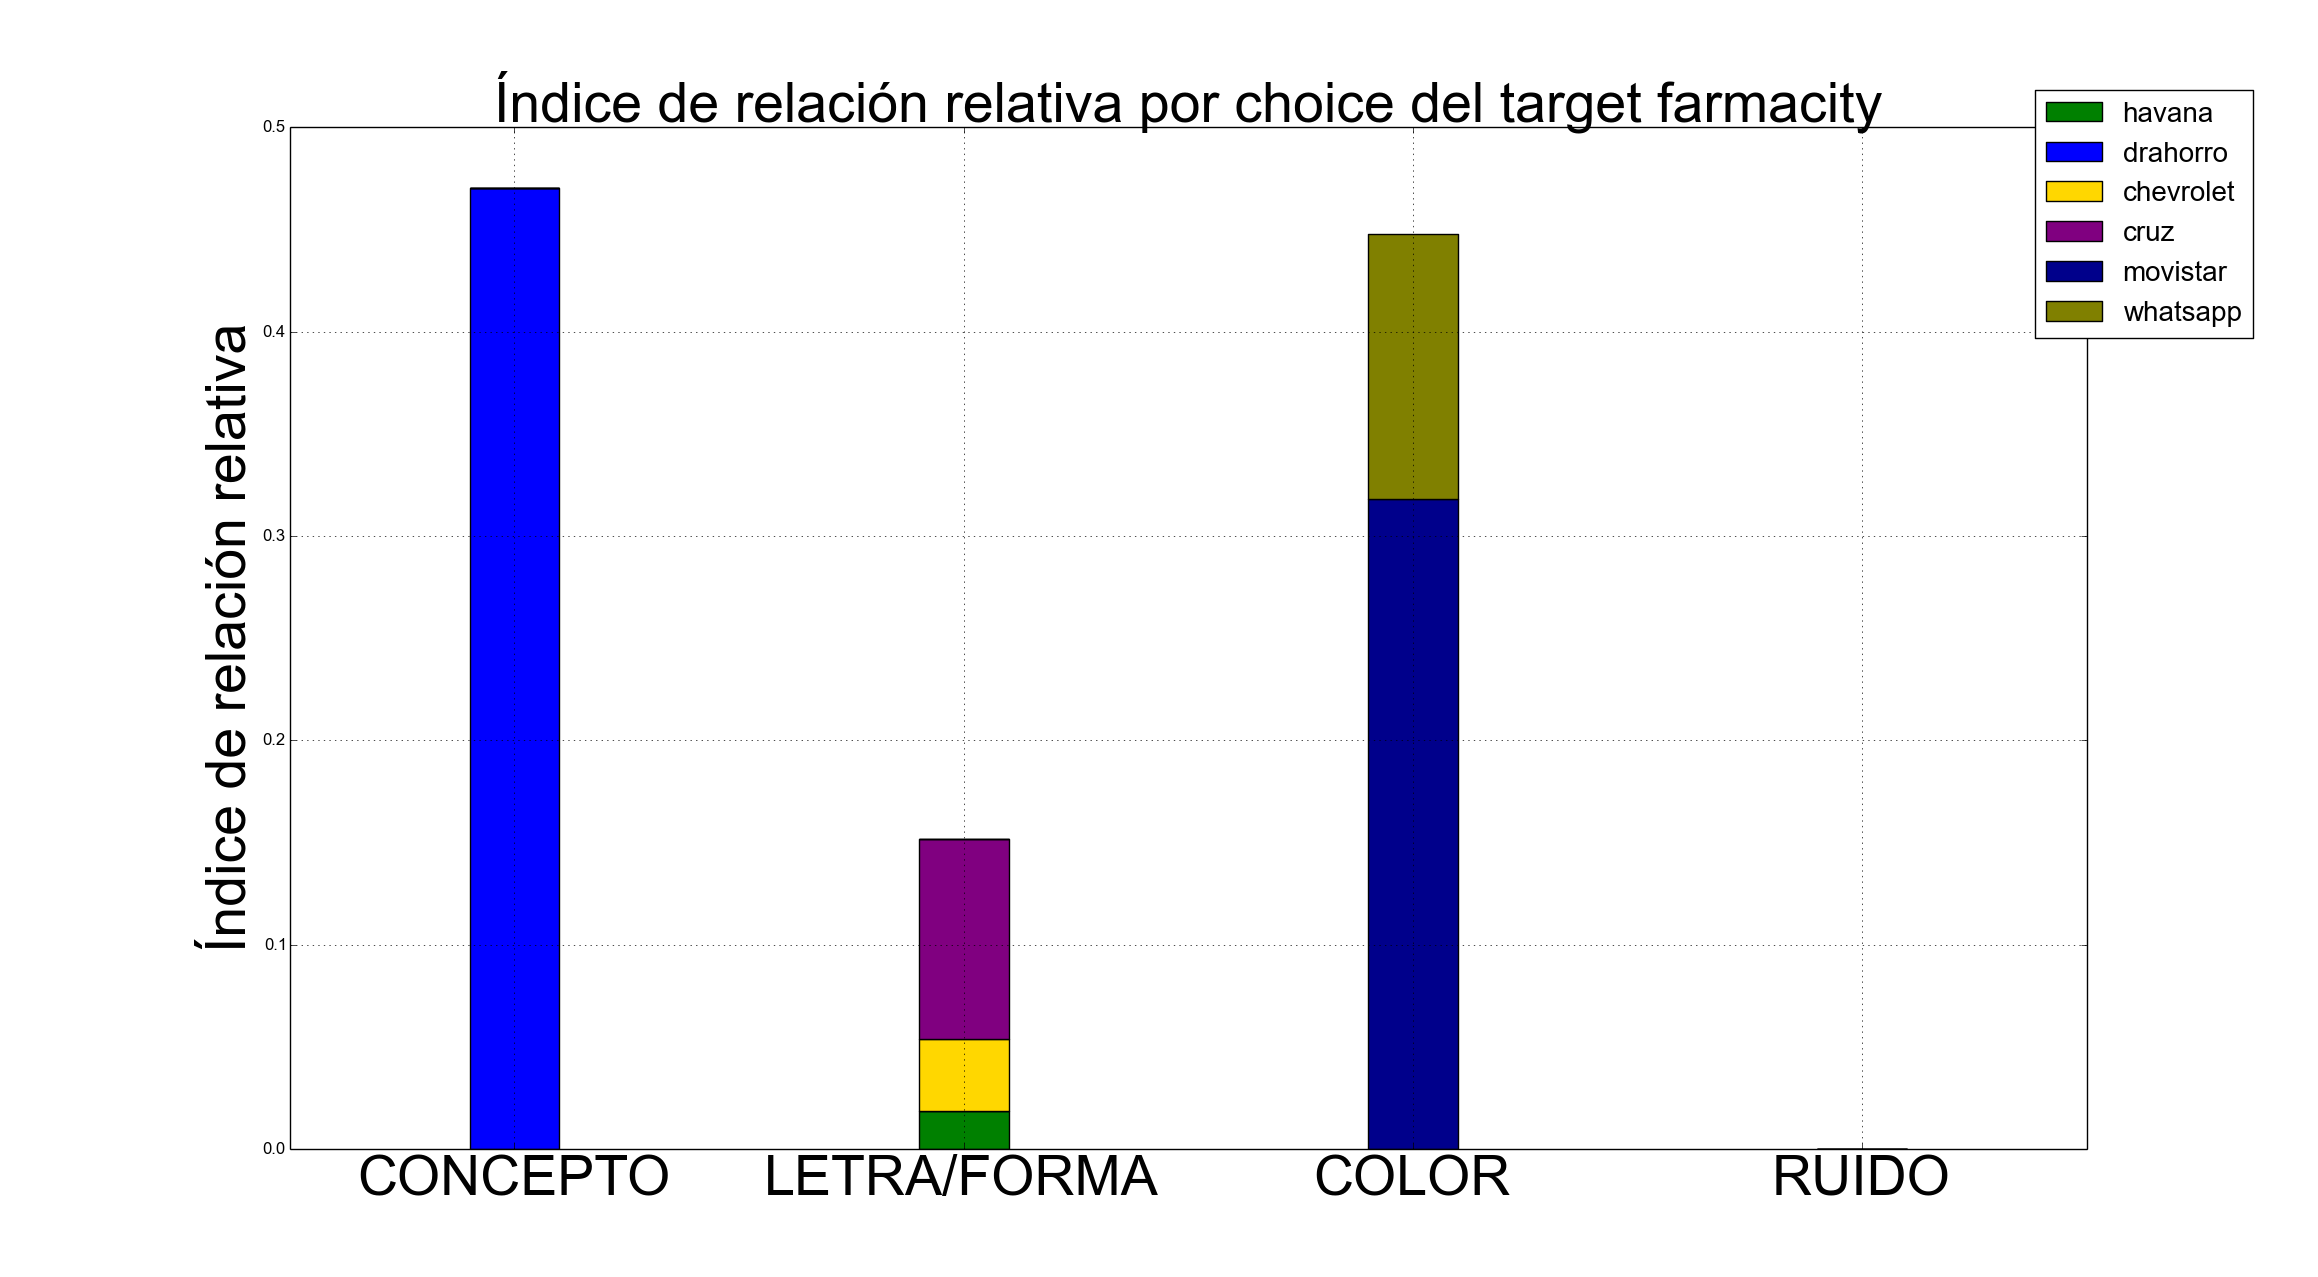 Índice de relación relativa por choice del target farmacity
havana
drahorro
chevrolet
cruz
movistar
whatsapp
Índice de relación relativa
0.5
0.4
0.3
0.2
0.1
0.0
CONCEPTO
LETRA/FORMA
COLOR
RUIDO